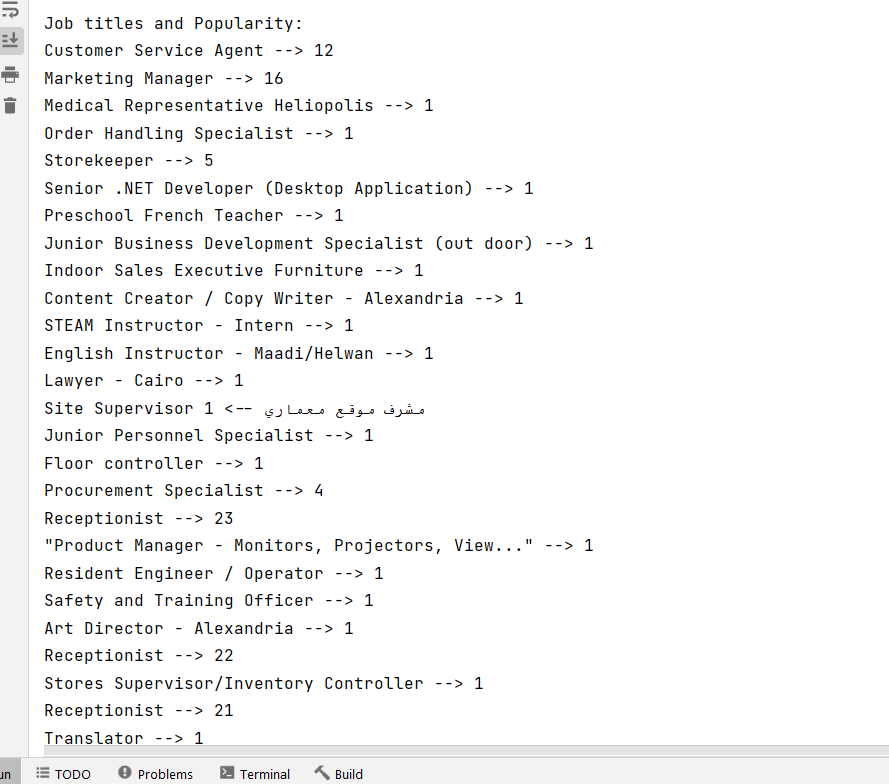 Job titles and Popularity:
Customer Service Agent --> 12
Marketing Manager --> 16
Medical Representative Heliopolis --> 1
Order Handling Specialist --> 1
Storekeeper --> 5
Senior .NET Developer (Desktop Application) --> 1
Preschool French Teacher --> 1
Junior Business Development Specialist (out door) --> 1
Indoor Sales Executive Furniture --> 1
Content Creator / Copy Writer - Alexandria --> 1
STEAM Instructor - Intern --> 1
English Instructor - Maadi/Helwan --> 1
Lawyer - Cairo --> 1
Site Supervisor مشرف موقع معماري --> 1
Junior Personnel Specialist --> 1
Floor controller --> 1
Procurement Specialist --> 4
Receptionist --> 23
"Product Manager - Monitors, Projectors, View..." --> 1
Resident Engineer / Operator --> 1
Safety and Training Officer --> 1
Art Director - Alexandria --> 1
Receptionist --> 22
Stores Supervisor/Inventory Controller --> 1
Receptionist --> 21
Translator --> 1
un TODO Problems Terminal Build